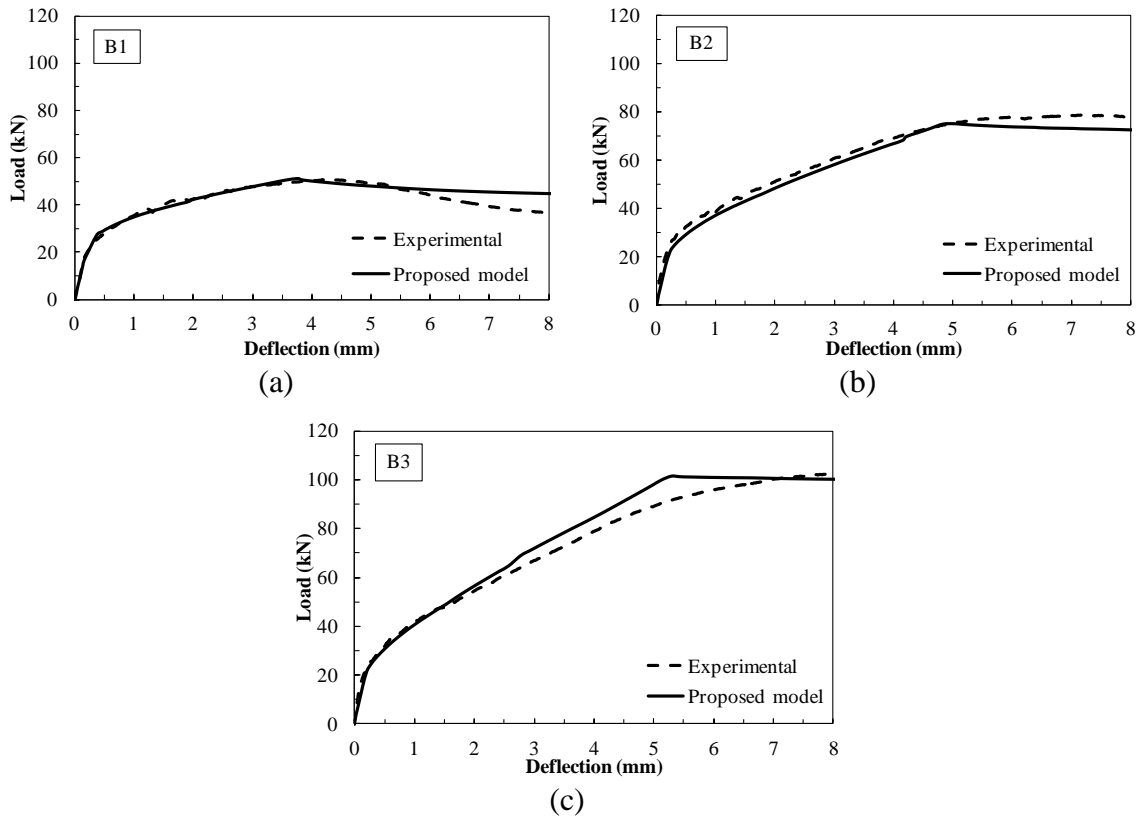 120
B1
100
80
60
40
20
0
Load (kN)
Experimental
Proposed model
0 1 2 3 4 5 6 7 8
Deflection (mm)
(a)
120
B2
100
80
60
40
20
0
Load (kN)
Experimental
Proposed model
0 1 2 3 4 5 6 7 8
Deflection (mm)
(b)
120
B3
100
80
60
40
20
0
Load (kN)
Experimental
Proposed model
0 1 2 3 4 5 6 7 8
Deflection (mm)
(c)